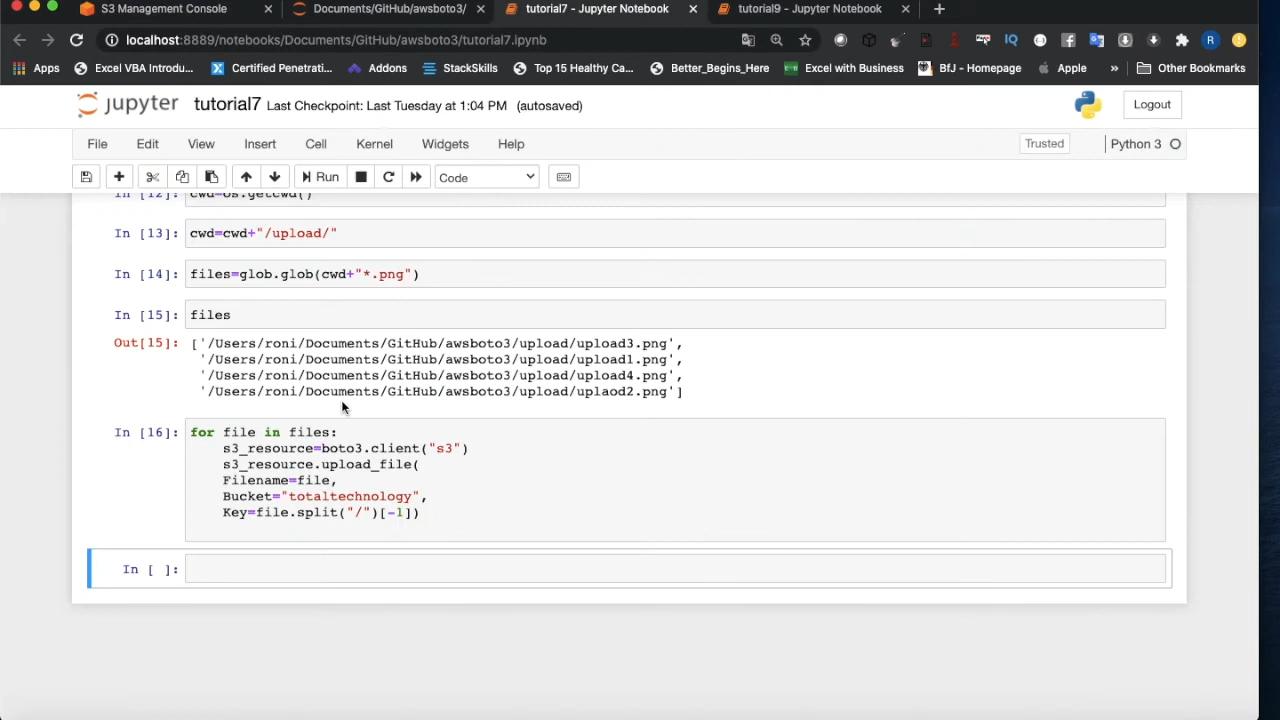 S3 Management Console
Documents/GitHub/awsboto3/
tutorial7 - Jupyter Notebook
tutorial9 - Jupyter Notebook
localhost:8889/notebooks/Documents/GitHub/awsboto3/tutorial7.ipynb
Apps
Excel VBA Introdu...
Certified Penetrati...
Addons
StackSkills
Top 15 Healthy Ca...
Better_Begins_Here
Excel with Business
BfJ - Homepage
Apple
»
Other Bookmarks
jupyter
tutorial7 Last Checkpoint: Last Tuesday at 1:04 PM (autosaved)
Logout
File Edit View Insert Cell Kernel Widgets Help
Trusted
Python 3
Run
Code
In [12]: cwd=os.getcwd()
In [13]: cwd=cwd+"/upload/"
In [14]: files=glob.glob(cwd+"*.png")
In [15]: files
Out[15]: ['/Users/roni/Documents/GitHub/awsboto3/upload/upload3.png',
'/Users/roni/Documents/GitHub/awsboto3/upload/upload1.png',
'/Users/roni/Documents/GitHub/awsboto3/upload/upload4.png',
'/Users/roni/Documents/GitHub/awsboto3/upload/uplaod2.png']
In [16]: for file in files:
s3_resource=boto3.client("s3")
s3_resource.upload_file(
Filename=file,
Bucket="totaltechnology",
Key=file.split("/")[-1])
In [ ]: